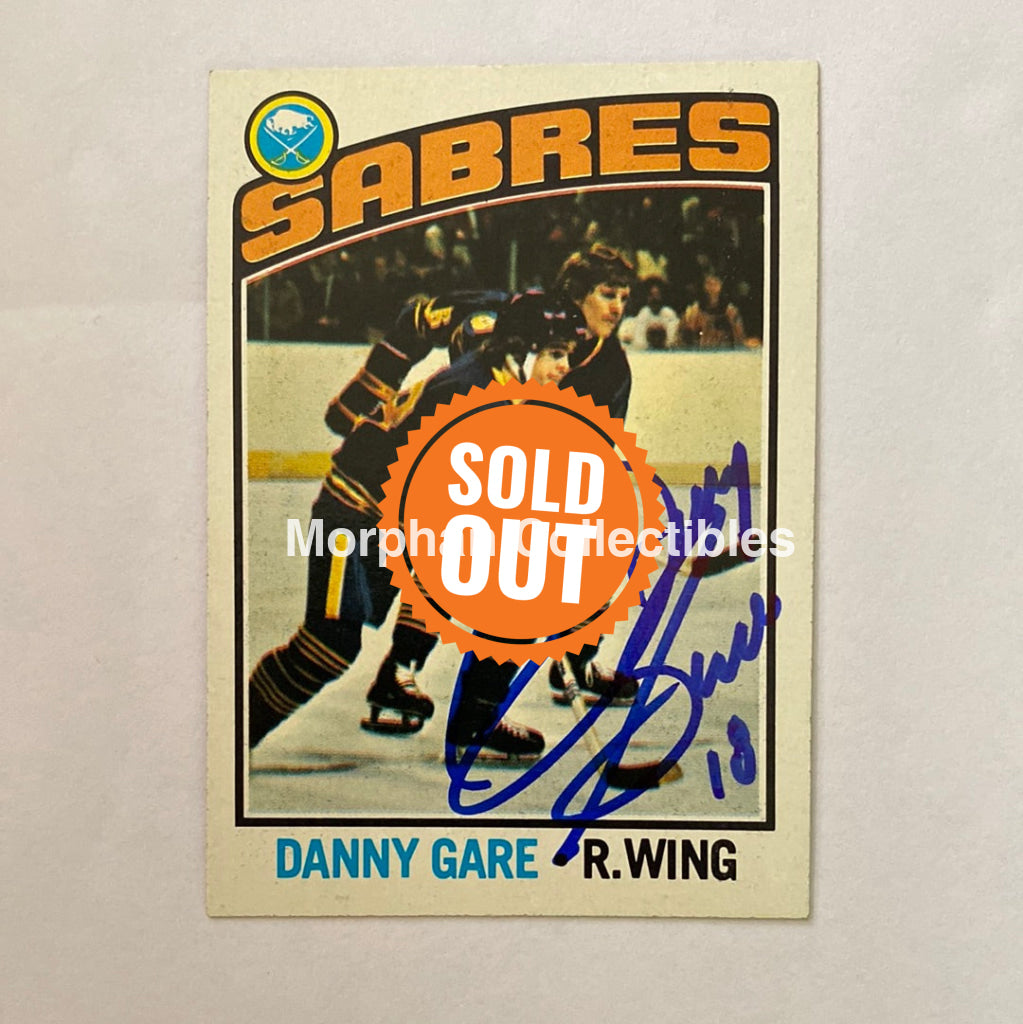 SABRES
SOLD
OUT
Morphan Collectibles
18
DANNY GARE • R.WING